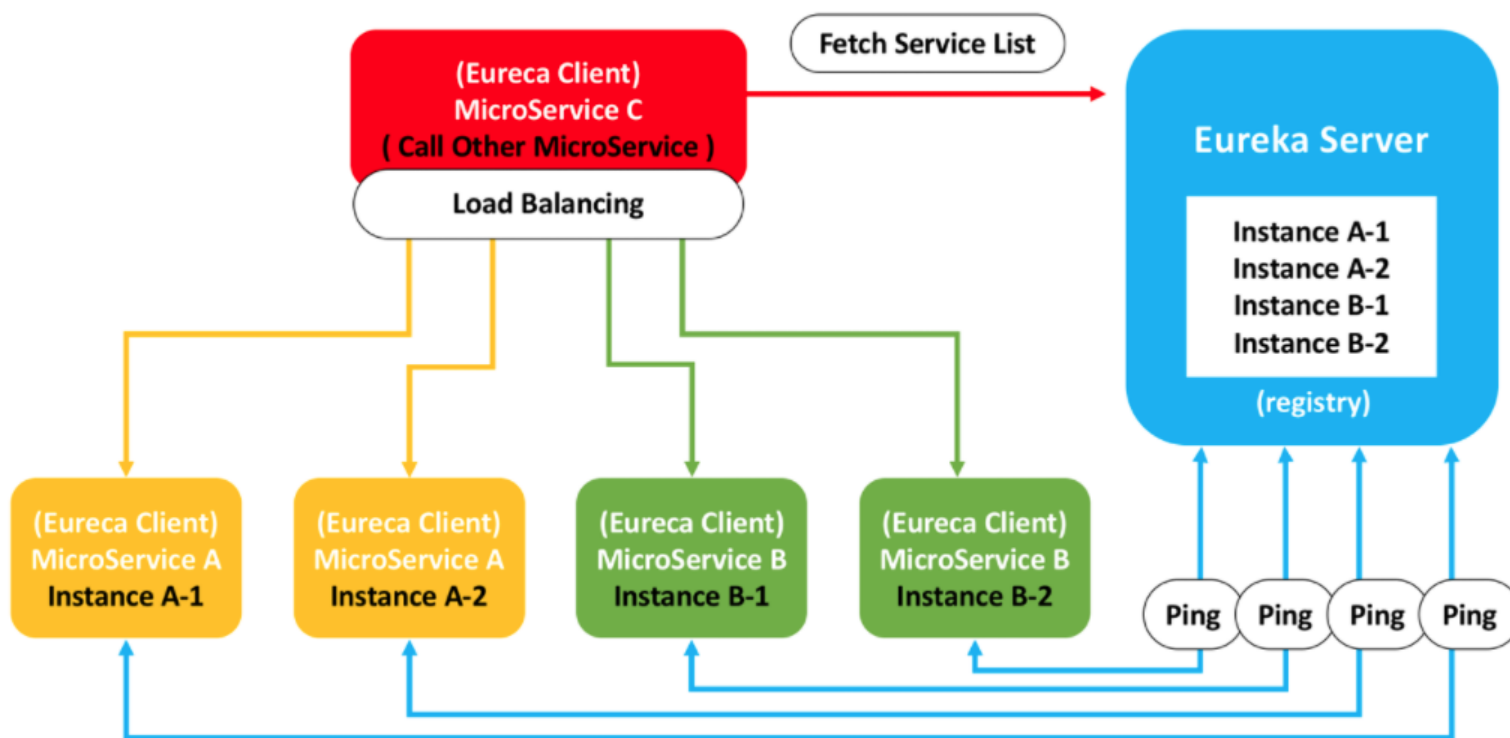 Fetch Service List
(Eureca Client)
MicroService C
( Call Other MicroService )
Load Balancing
Eureka Server
Instance A-1
Instance A-2
Instance B-1
Instance B-2
(registry)
(Eureca Client)
MicroService A
Instance A-1
(Eureca Client)
MicroService A
Instance A-2
(Eureca Client)
MicroService B
Instance B-1
(Eureca Client)
MicroService B
Instance B-2
Ping
Ping
Ping
Ping